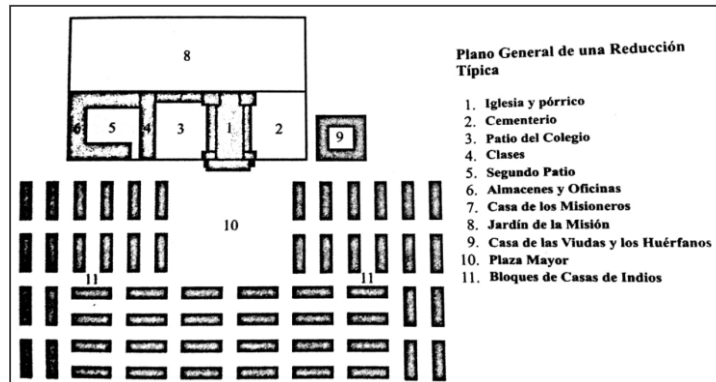 8
6
5
4
3
1
2
9
10
11
11
Plano General de una Reducción
Típica
1. Iglesia y pórrico
2. Cementerio
3. Patio del Colegio
4. Clases
5. Segundo Patio
6. Almacenes y Oficinas
7. Casa de los Misioneros
8. Jardín de la Misión
9. Casa de las Viudas y los Huérfanos
10. Plaza Mayor
11. Bloques de Casas de Indios